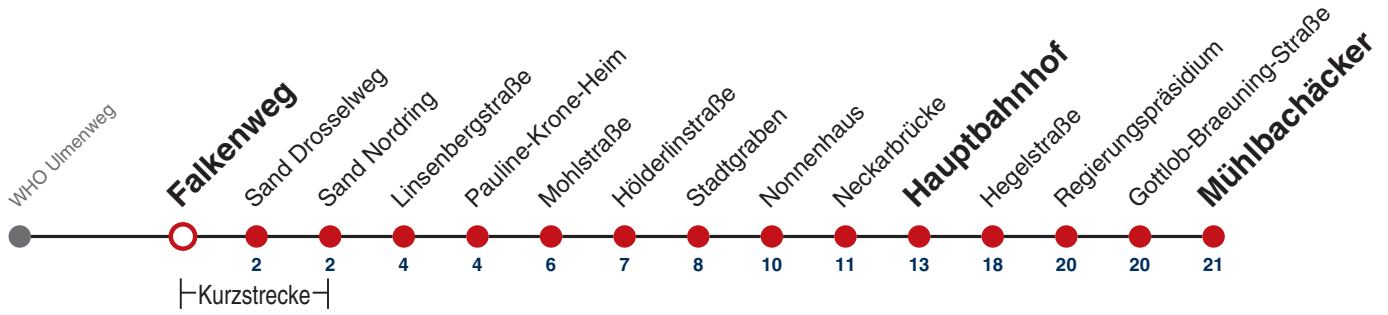 WHO Ulmenweg
Falkenweg
Sand Drosselweg
Sand Nordring
Linsenbergstraße
Pauline-Krone-Heim
Mohlstraße
Hölderlinstraße
Stadtgraben
Nonnenhaus
Neckarbrücke
Hauptbahnhof
Hegelstraße
Regierungspräsidium
Gottlob-Braeuning-Straße
Mühlbachäcker
2 2 4 4 6 7 8 10 11 13 18 20 20 21
Kurzstrecke